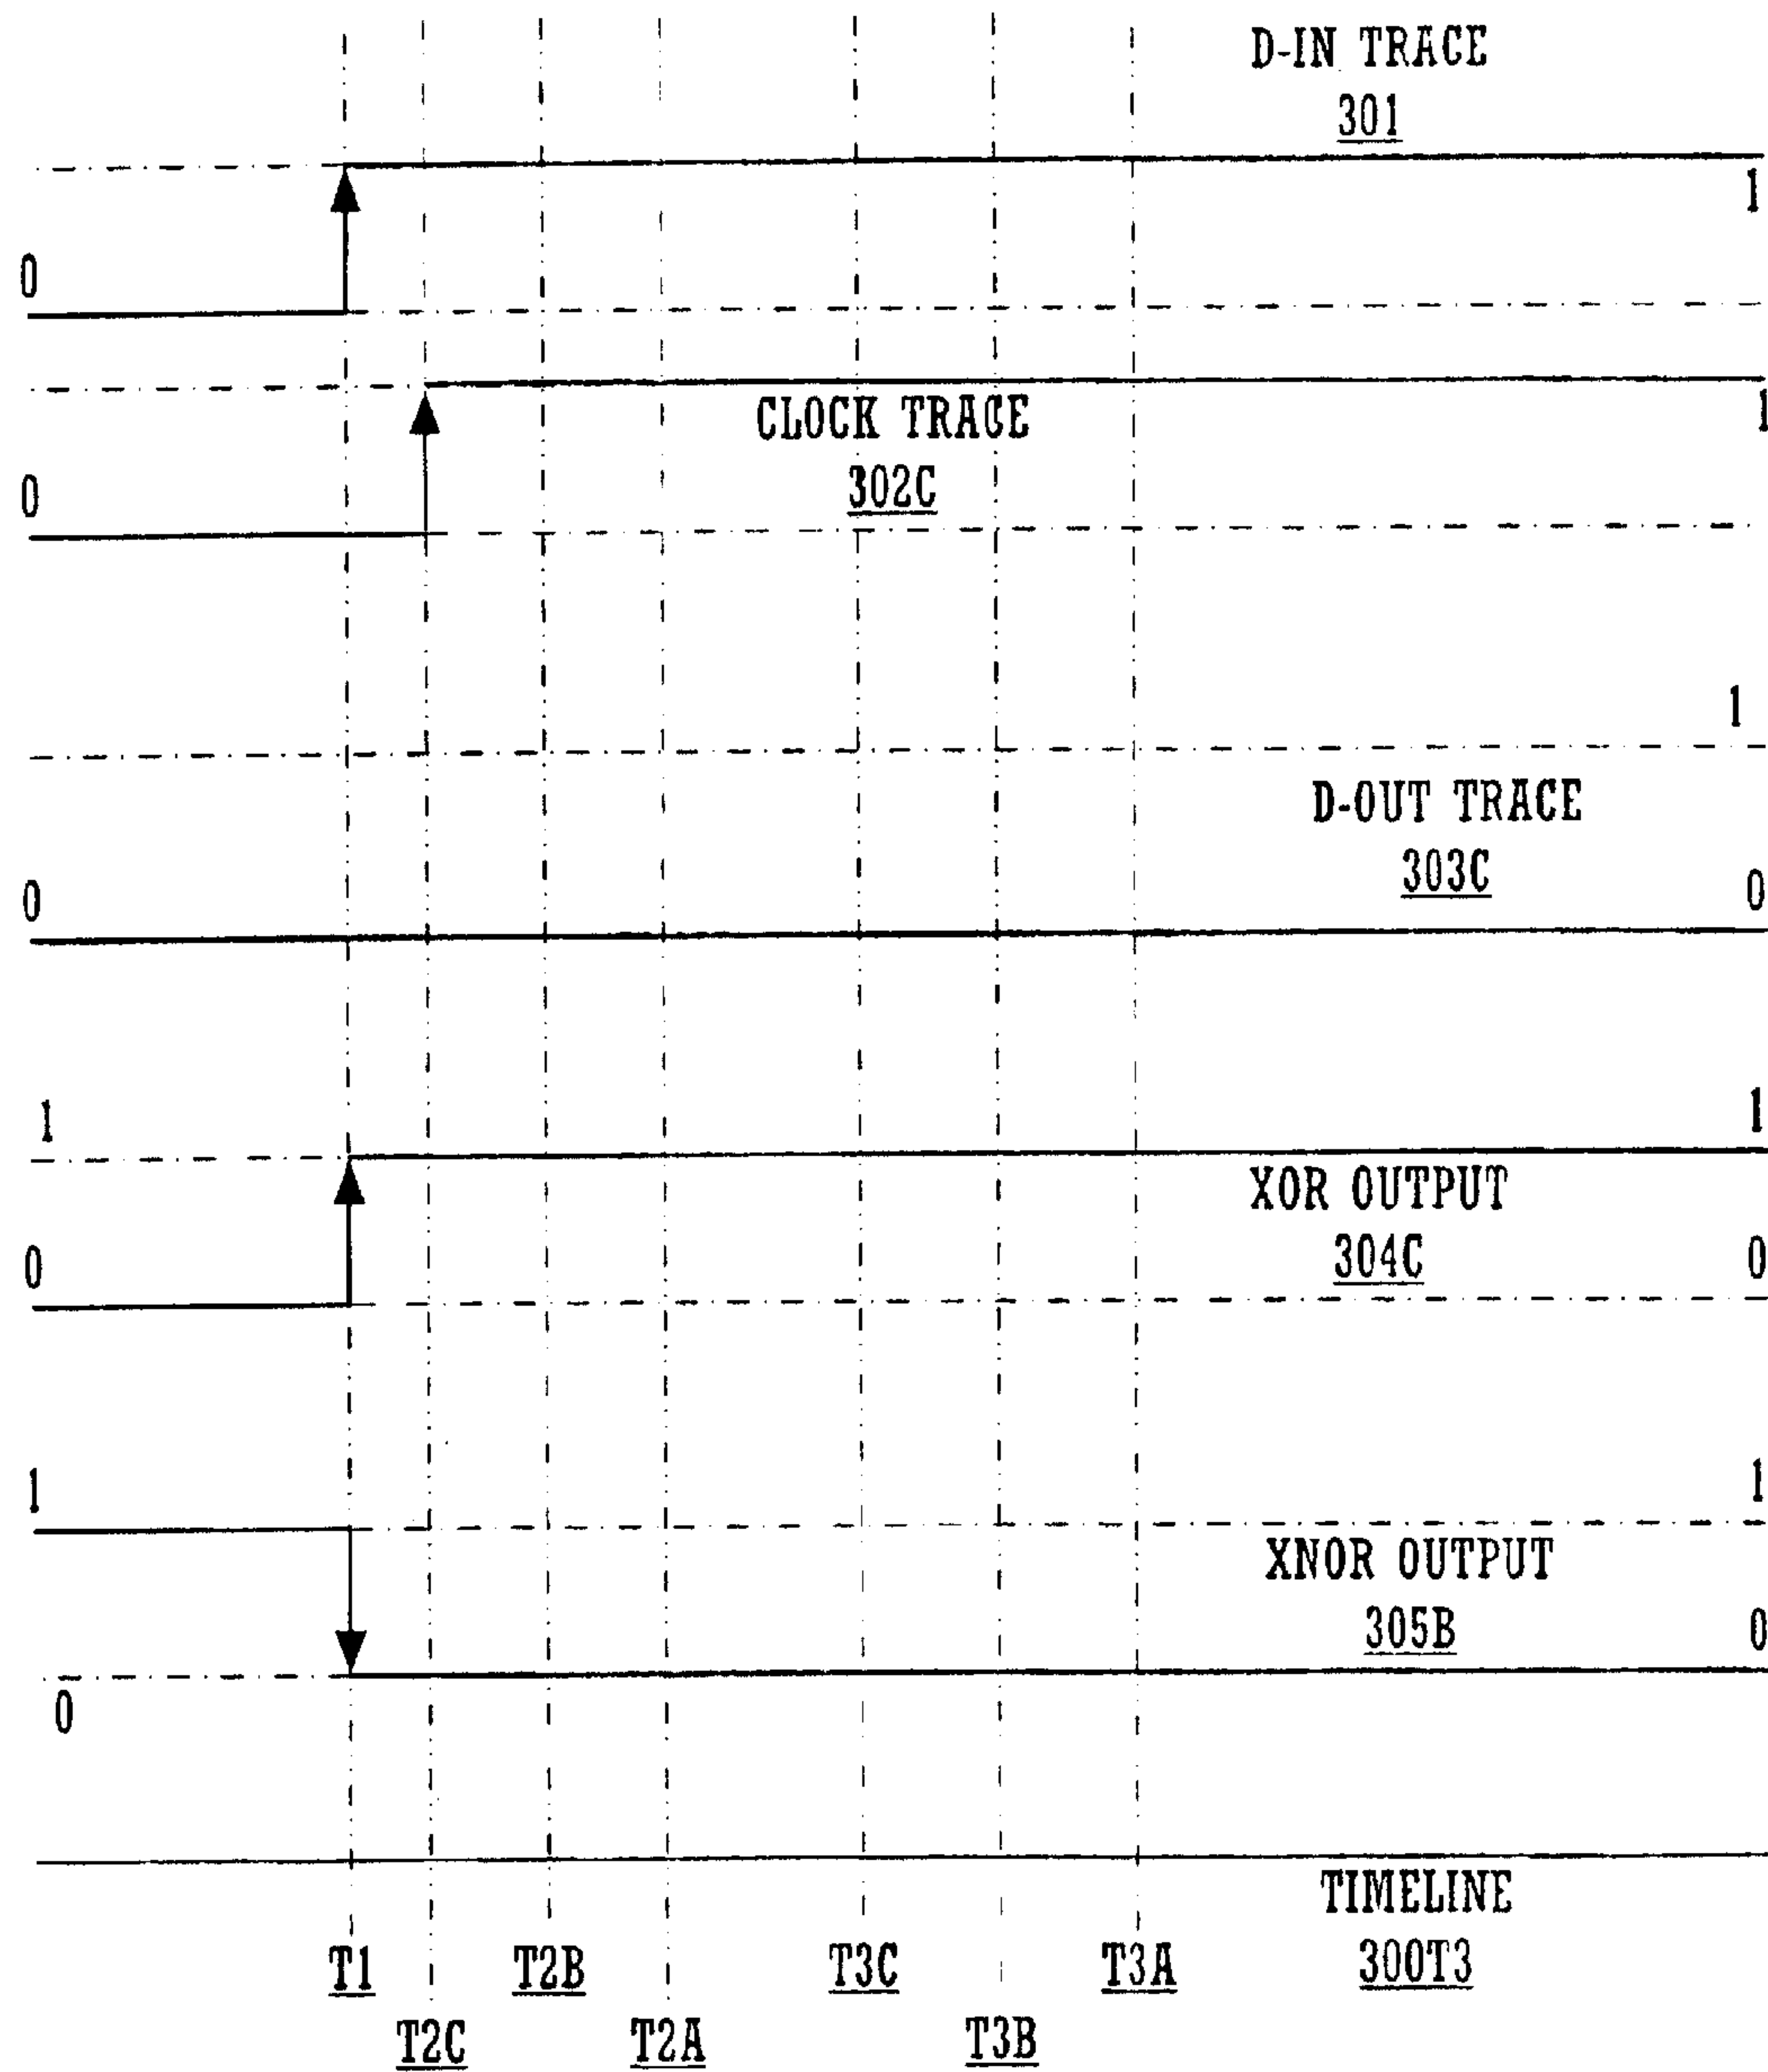 D-IN TRACE
301
1
0
CLOCK TRACE
302C
1
0
1
D-OUT TRACE
303C
0
0
1
1
XOR OUTPUT
304C
0
0
1
1
XNOR OUTPUT
305B
0
0
TIMELINE
300T3
T1
T2B
T3C
T3A
T2C
T2A
T3B